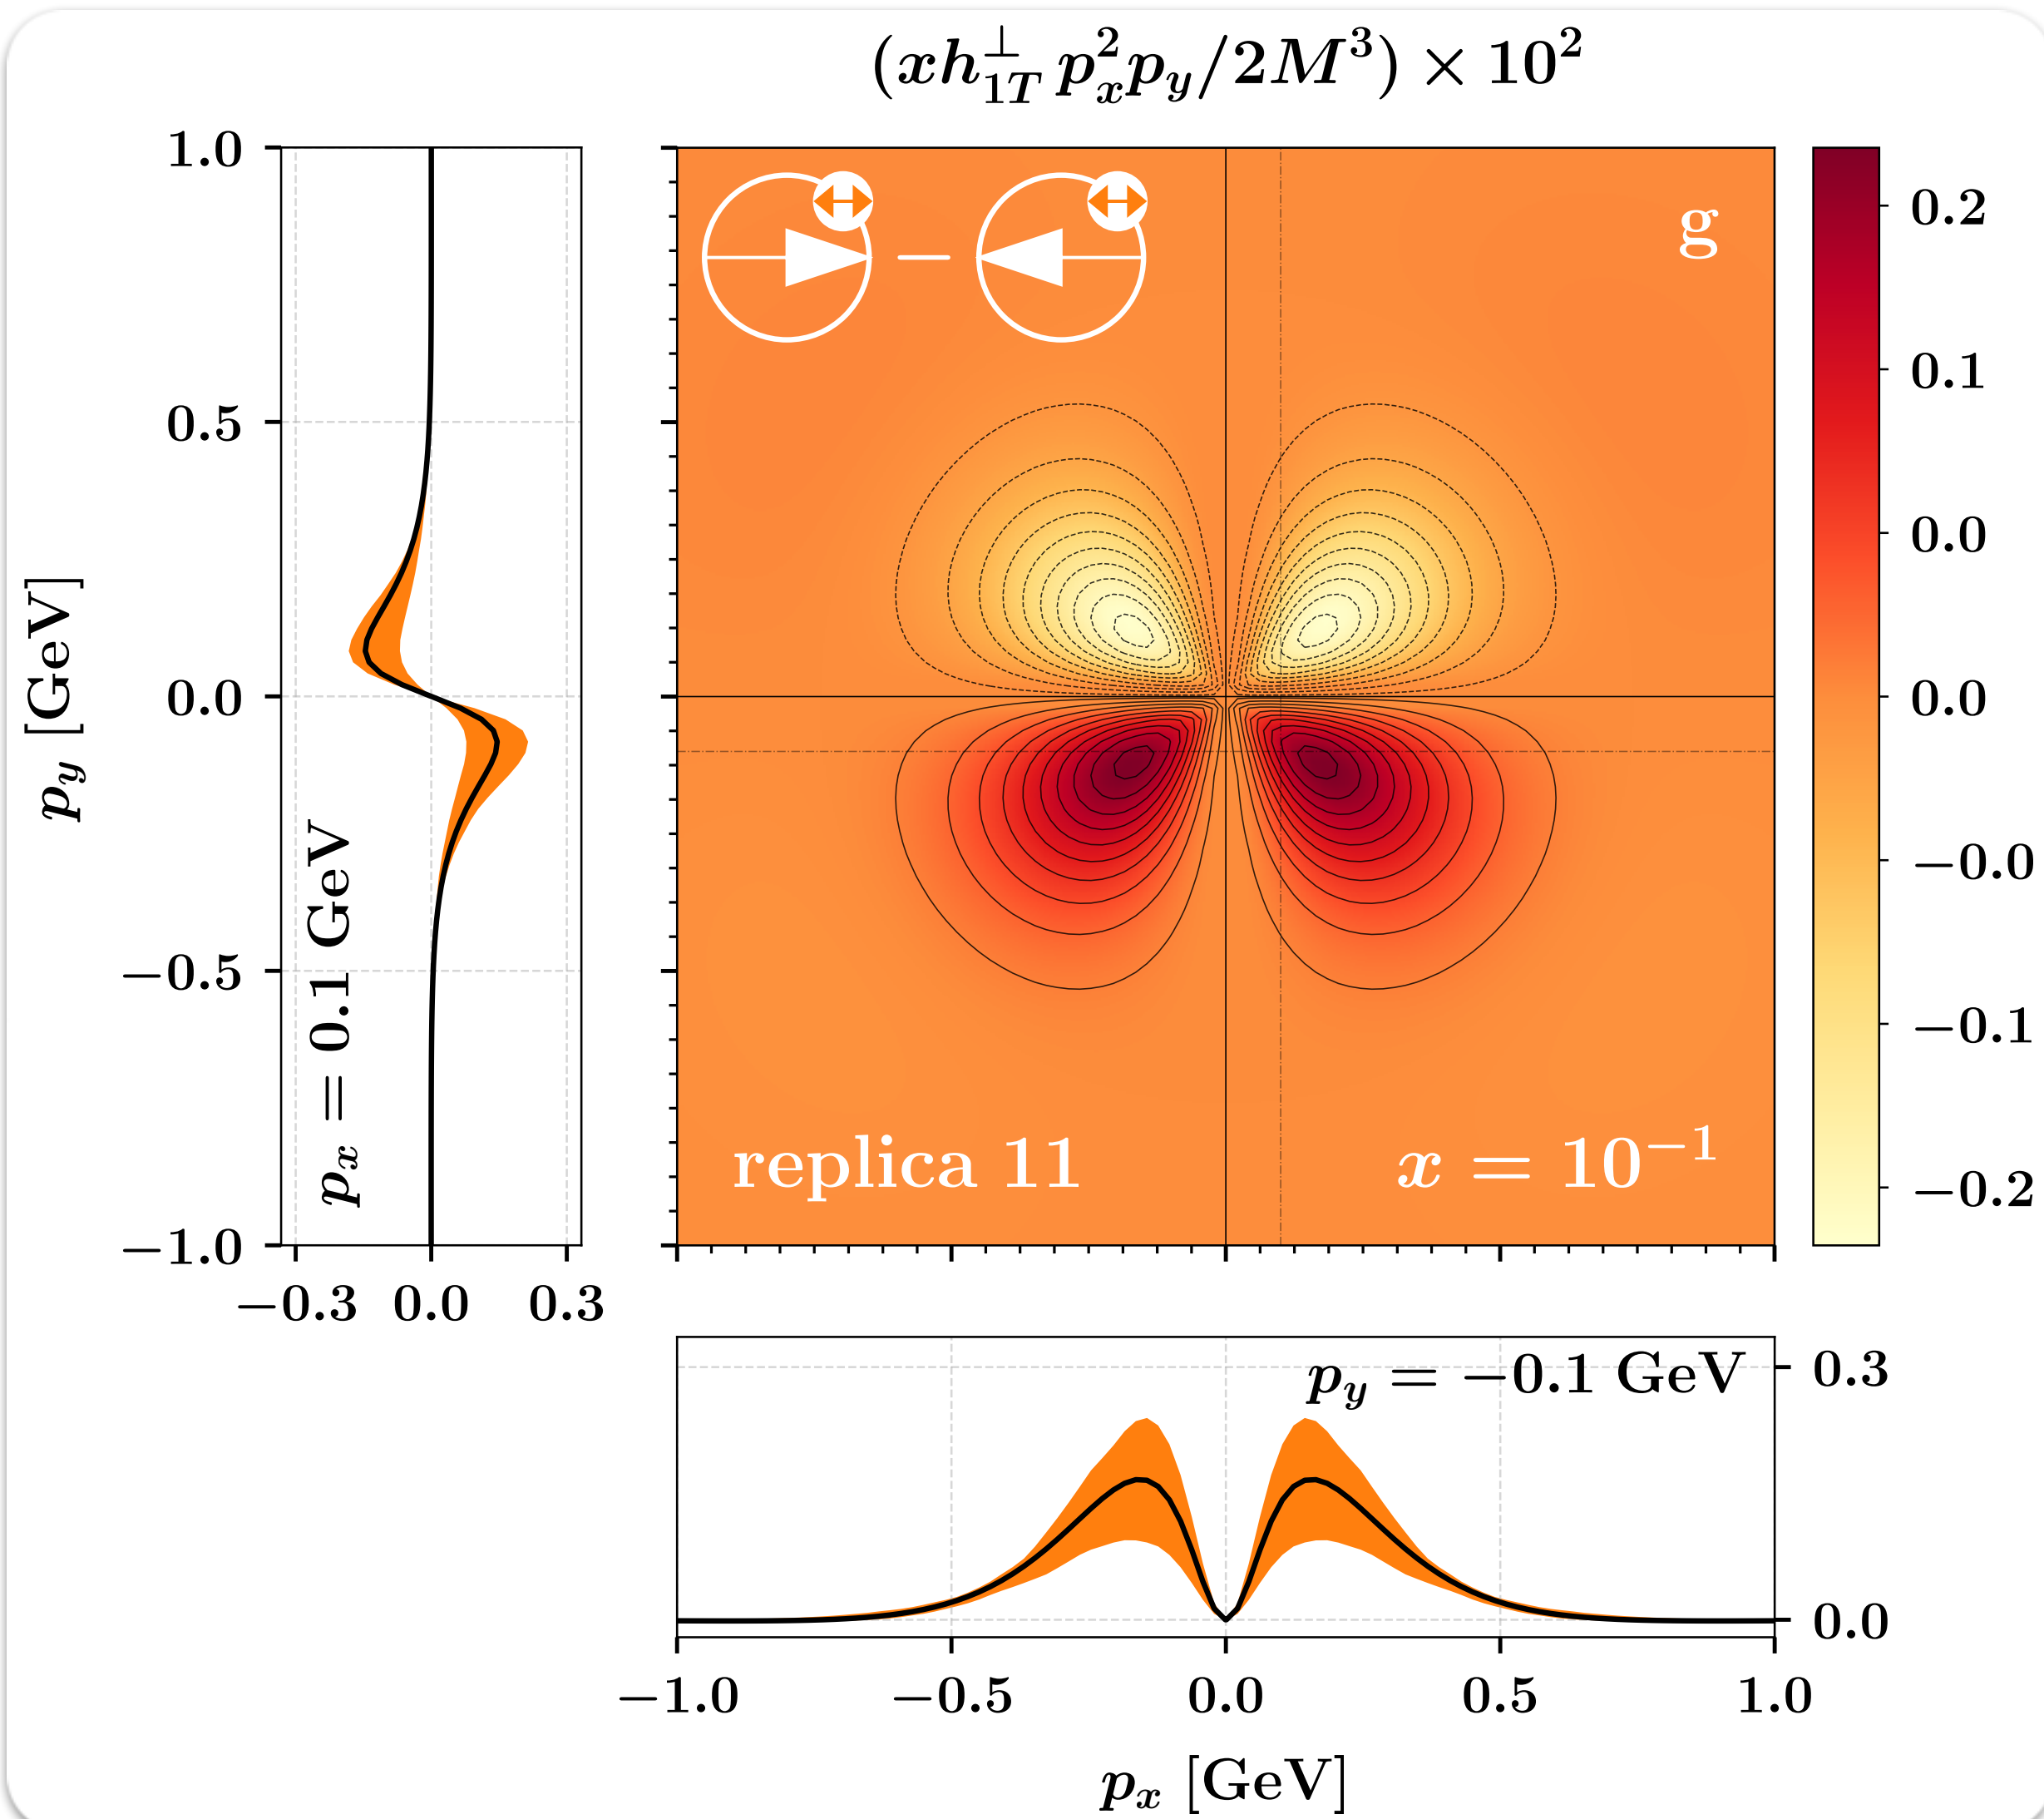 (xh⊥1T p²x py/2M³) × 10²
1.0
0.5
0.0
−0.5
−1.0
py [GeV]
px = 0.1 GeV
−0.3 0.0 0.3
g
replica 11
x = 10⁻¹
0.2
0.1
0.0
0.0
−0.0
−0.1
−0.2
py = −0.1 GeV
0.3
0.0
−1.0 −0.5 0.0 0.5 1.0
px [GeV]